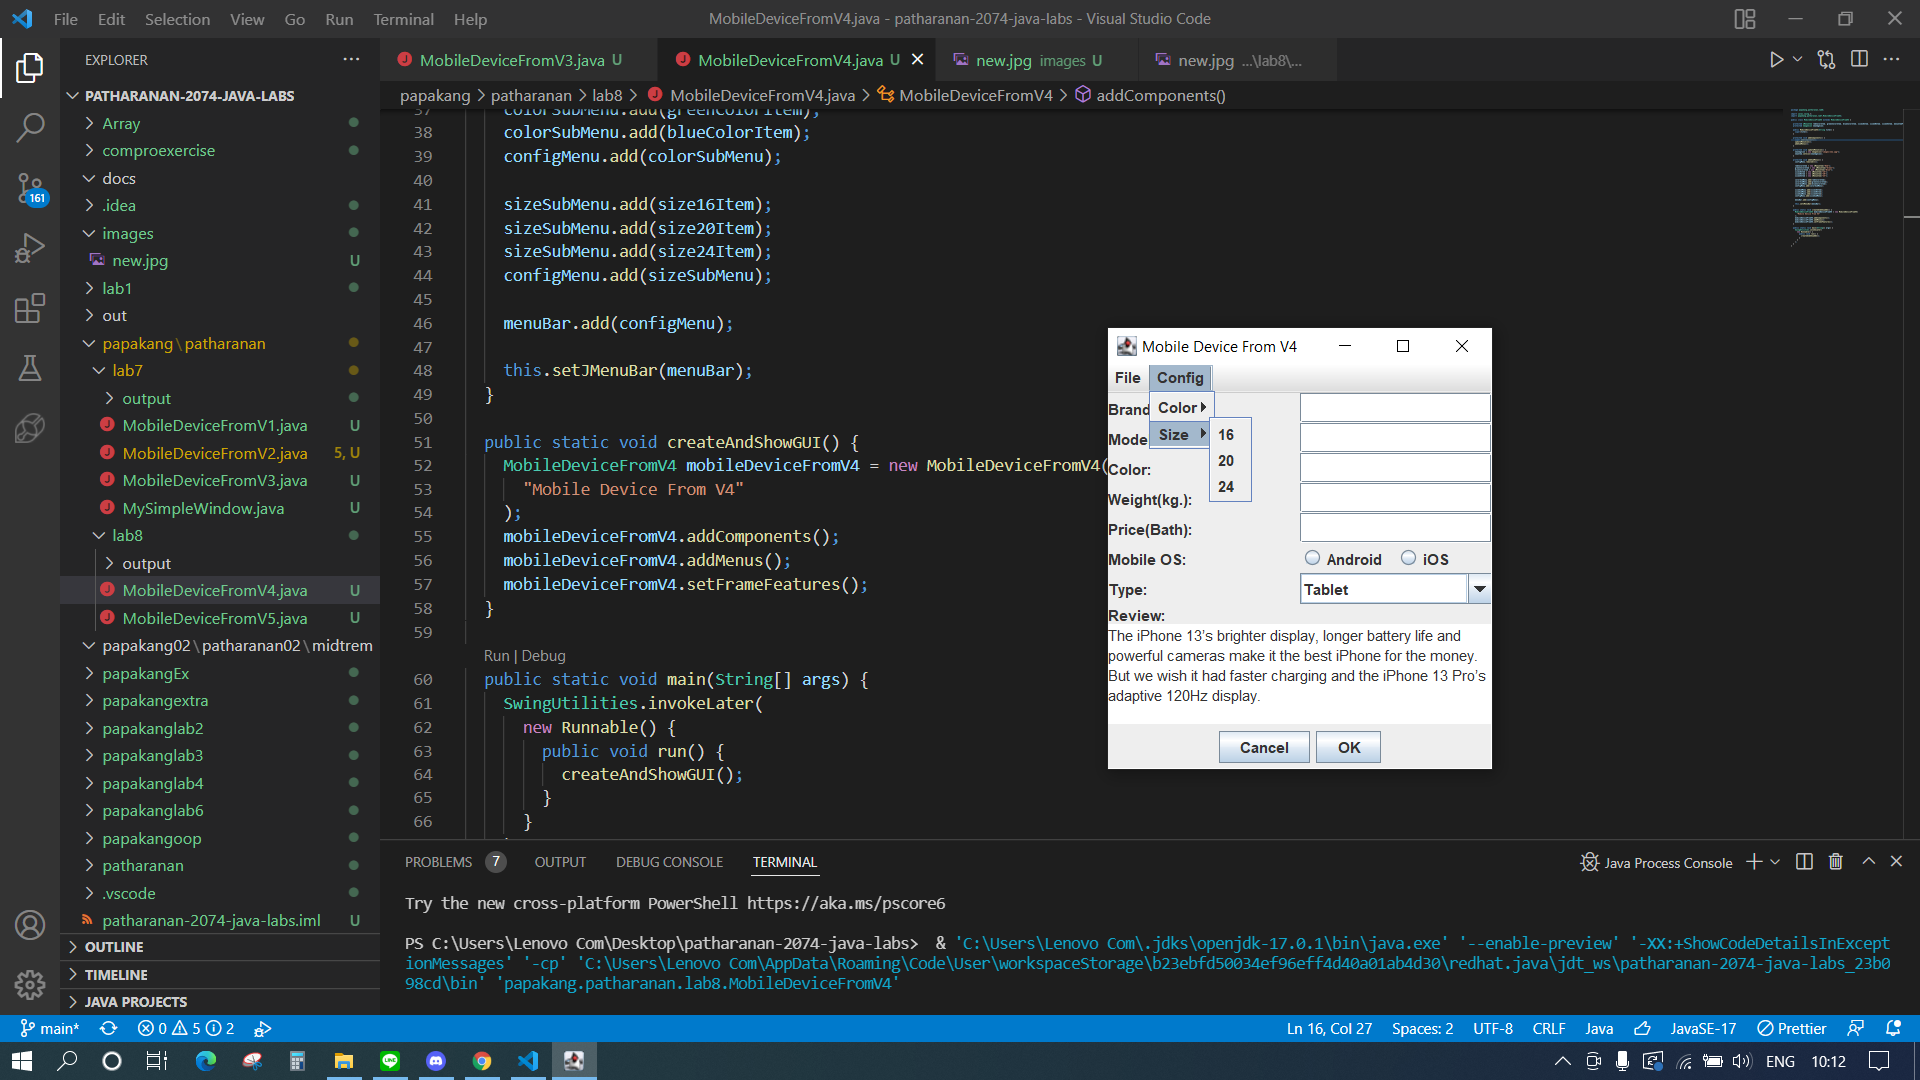 File Edit Selection View Go Run Terminal Help
MobileDeviceFromV4.java - patharanan-2074-java-labs - Visual Studio Code
EXPLORER
MobileDeviceFromV3.java U
MobileDeviceFromV4.java U
new.jpg images U
new.jpg ...\lab8\...
papakang > patharanan > lab8 > MobileDeviceFromV4.java > MobileDeviceFromV4 > addComponents()
PATHARANAN-2074-JAVA-LABS
Array
comproexercise
docs
.idea
images
new.jpg U
lab1
out
papakang\patharanan
lab7
output
MobileDeviceFromV1.java U
MobileDeviceFromV2.java 5, U
MobileDeviceFromV3.java U
MySimpleWindow.java U
lab8
output
MobileDeviceFromV4.java U
MobileDeviceFromV5.java U
papakang02\patharanan02\midtrem
papakangEx
papakangextra
papakanglab2
papakanglab3
papakanglab4
papakanglab6
papakangoop
patharanan
.vscode
patharanan-2074-java-labs.iml U
OUTLINE
TIMELINE
JAVA PROJECTS
161
37 colorSubMenu.add(greenColorItem);
38 colorSubMenu.add(blueColorItem);
39 configMenu.add(colorSubMenu);
40
41 sizeSubMenu.add(size16Item);
42 sizeSubMenu.add(size20Item);
43 sizeSubMenu.add(size24Item);
44 configMenu.add(sizeSubMenu);
45
46 menuBar.add(configMenu);
47
48 this.setJMenuBar(menuBar);
49 }
50
51 public static void createAndShowGUI() {
52 MobileDeviceFromV4 mobileDeviceFromV4 = new MobileDeviceFromV4(
53 "Mobile Device From V4"
54 );
55 mobileDeviceFromV4.addComponents();
56 mobileDeviceFromV4.addMenus();
57 mobileDeviceFromV4.setFrameFeatures();
58 }
59
Run | Debug
60 public static void main(String[] args) {
61 SwingUtilities.invokeLater(
62 new Runnable() {
63 public void run() {
64 createAndShowGUI();
65 }
66 }
Mobile Device From V4
File Config
Color
Size
16
20
24
Brand
Mode
Color:
Weight(kg.):
Price(Bath):
Mobile OS: Android iOS
Type: Tablet
Review:
The iPhone 13's brighter display, longer battery life and
powerful cameras make it the best iPhone for the money.
But we wish it had faster charging and the iPhone 13 Pro's
adaptive 120Hz display.
Cancel OK
PROBLEMS 7 OUTPUT DEBUG CONSOLE TERMINAL
Java Process Console
Try the new cross-platform PowerShell https://aka.ms/pscore6
PS C:\Users\Lenovo Com\Desktop\patharanan-2074-java-labs> & 'C:\Users\Lenovo Com\.jdks\openjdk-17.0.1\bin\java.exe' '--enable-preview' '-XX:+ShowCodeDetailsInExcept
ionMessages' '-cp' 'C:\Users\Lenovo Com\AppData\Roaming\Code\User\workspaceStorage\b23ebfd50034ef96eff4d40a01ab4d30\redhat.java\jdt_ws\patharanan-2074-java-labs_23b0
98cd\bin' 'papakang.patharanan.lab8.MobileDeviceFromV4'
main* 0 5 2
Ln 16, Col 27 Spaces: 2 UTF-8 CRLF Java JavaSE-17 Prettier
ENG 10:12